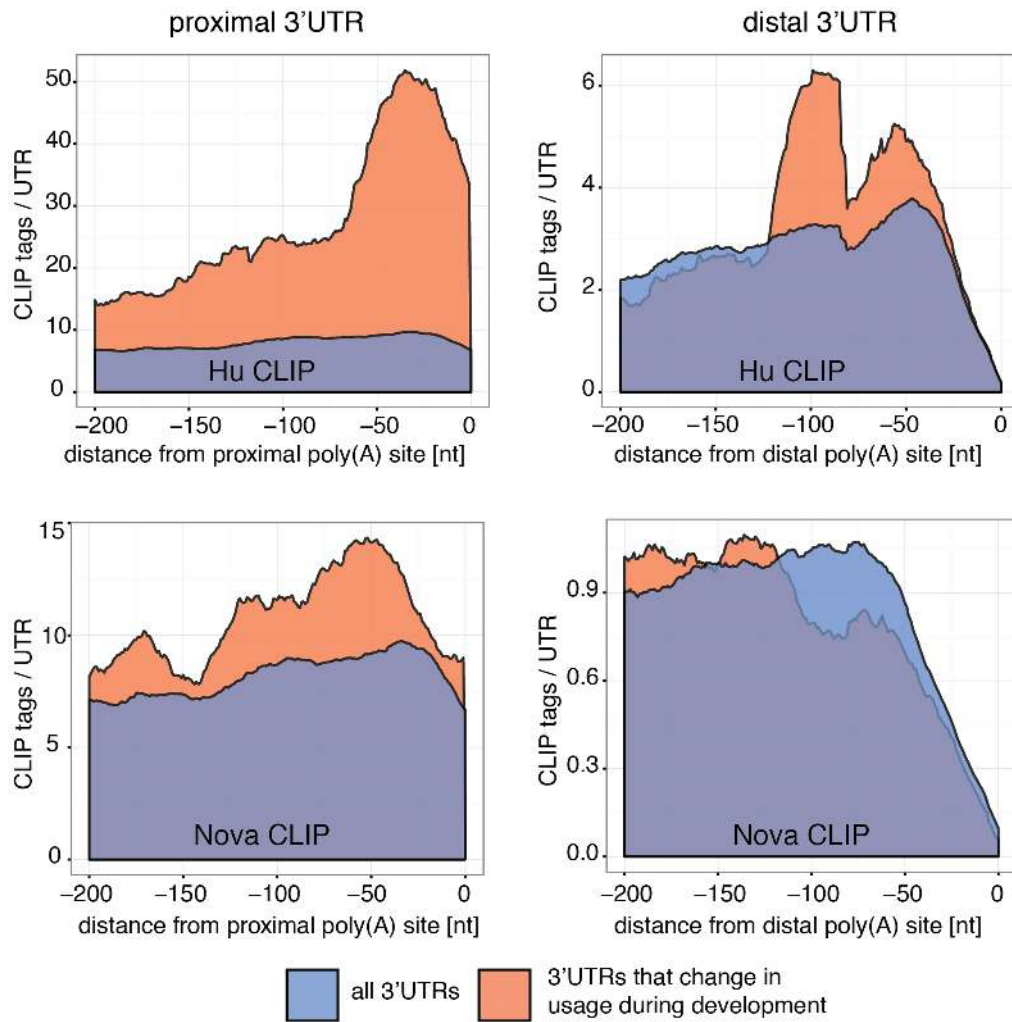 proximal 3'UTR
distal 3'UTR
CLIP tags / UTR
50
40
30
20
10
0
Hu CLIP
−200
−150
−100
−50
0
distance from proximal poly(A) site [nt]
CLIP tags / UTR
6
4
2
0
Hu CLIP
−200
−150
−100
−50
0
distance from distal poly(A) site [nt]
CLIP tags / UTR
15
10
5
0
Nova CLIP
−200
−150
−100
−50
0
distance from proximal poly(A) site [nt]
CLIP tags / UTR
0.9
0.6
0.3
0.0
Nova CLIP
−200
−150
−100
−50
0
distance from distal poly(A) site [nt]
all 3'UTRs
3'UTRs that change in
usage during development